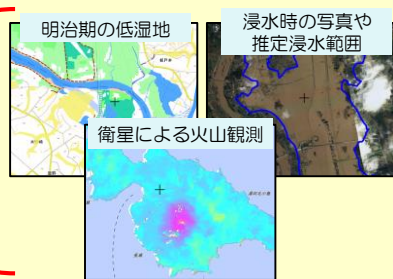 明治期の低湿地
浸水時の写真や
推定浸水範囲
衛星による火山観測